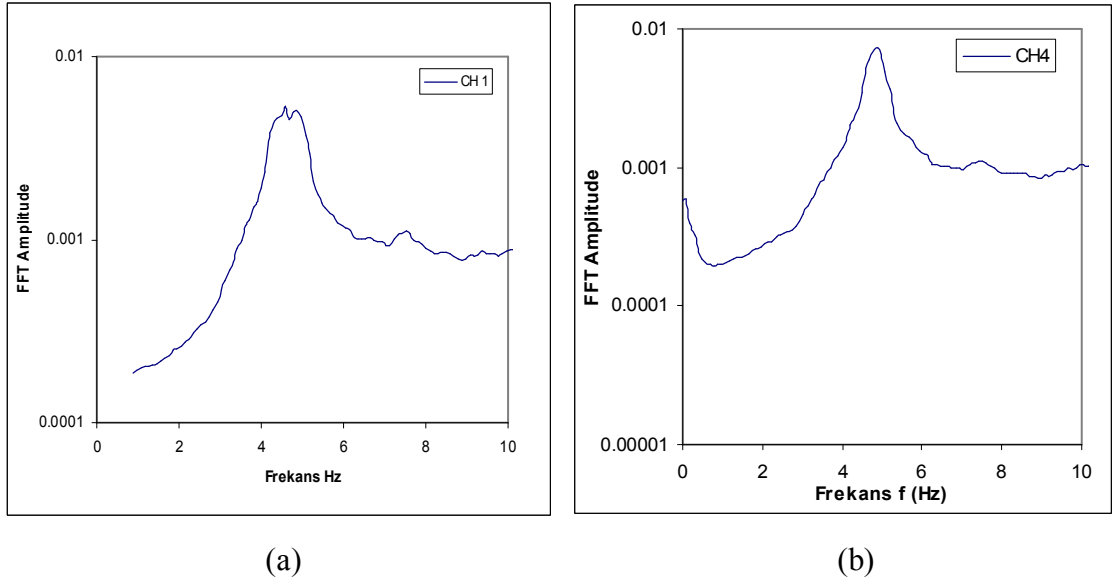 0.01
CH 1
0.001
0.0001
FFT Amplitude
0 2 4 6 8 10
Frekans Hz
(a)
0.01
CH4
0.001
0.0001
0.00001
FFT Amplitude
0 2 4 6 8 10
Frekans f (Hz)
(b)